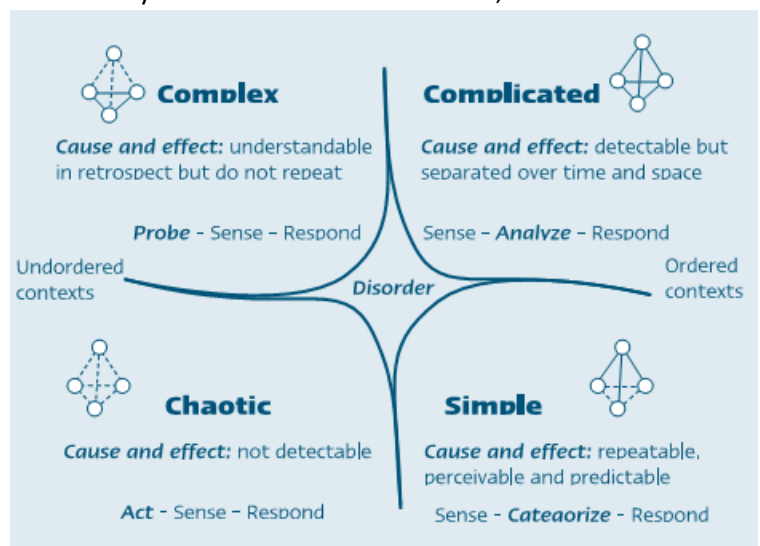 Complex
Cause and effect: understandable
in retrospect but do not repeat
Probe - Sense – Respond
Complicated
Cause and effect: detectable but
separated over time and space
Sense – Analyze - Respond
Undordered
contexts
Disorder
Ordered
contexts
Chaotic
Cause and effect: not detectable
Act - Sense – Respond
Simple
Cause and effect: repeatable,
perceivable and predictable
Sense - Categorize - Respond